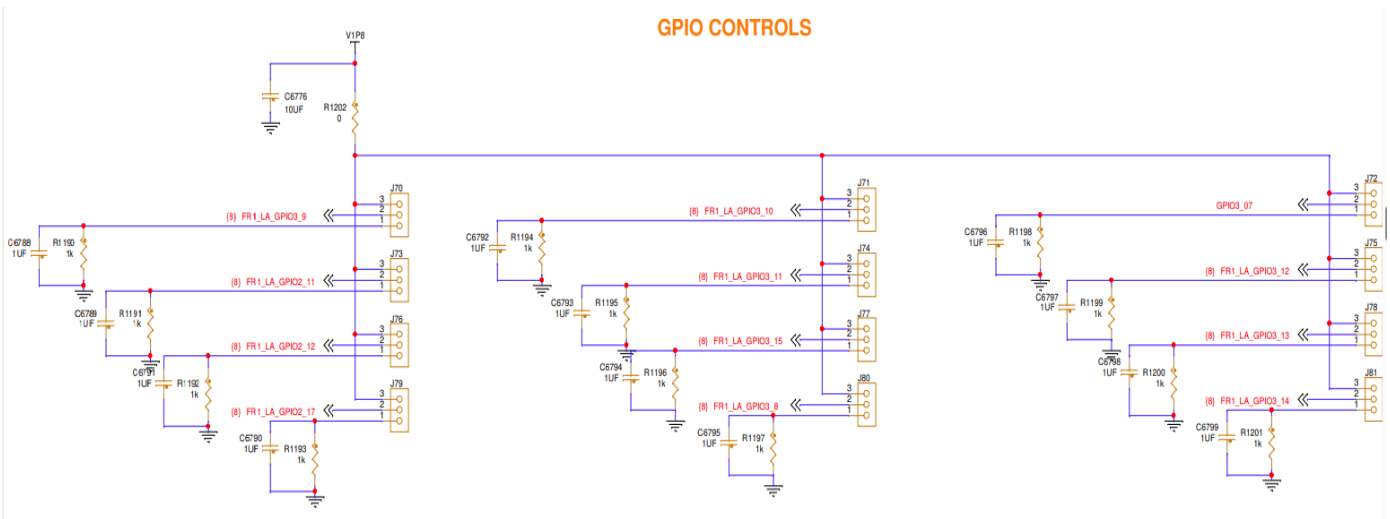 GPIO CONTROLS
V1P8
C6776
10UF
R1202
0
J70
3
2
1
{8} FR1_LA_GPIO3_9
C6788
1UF
R1190
1k
J73
3
2
1
{8} FR1_LA_GPIO2_11
C6789
1UF
R1191
1k
J76
3
2
1
{8} FR1_LA_GPIO2_12
C6791
1UF
R1192
1k
J79
3
2
1
{8} FR1_LA_GPIO2_17
C6790
1UF
R1193
1k
J71
3
2
1
{8} FR1_LA_GPIO3_10
C6792
1UF
R1194
1k
J74
3
2
1
{8} FR1_LA_GPIO3_11
C6793
1UF
R1195
1k
J77
3
2
1
{8} FR1_LA_GPIO3_15
C6794
1UF
R1196
1k
J80
3
2
1
{8} FR1_LA_GPIO3_8
C6795
1UF
R1197
1k
J72
3
2
1
GPIO3_07
C6796
1UF
R1198
1k
J75
3
2
1
{8} FR1_LA_GPIO3_12
C6797
1UF
R1199
1k
J78
3
2
1
{8} FR1_LA_GPIO3_13
C6798
1UF
R1200
1k
J81
3
2
1
{8} FR1_LA_GPIO3_14
C6799
1UF
R1201
1k